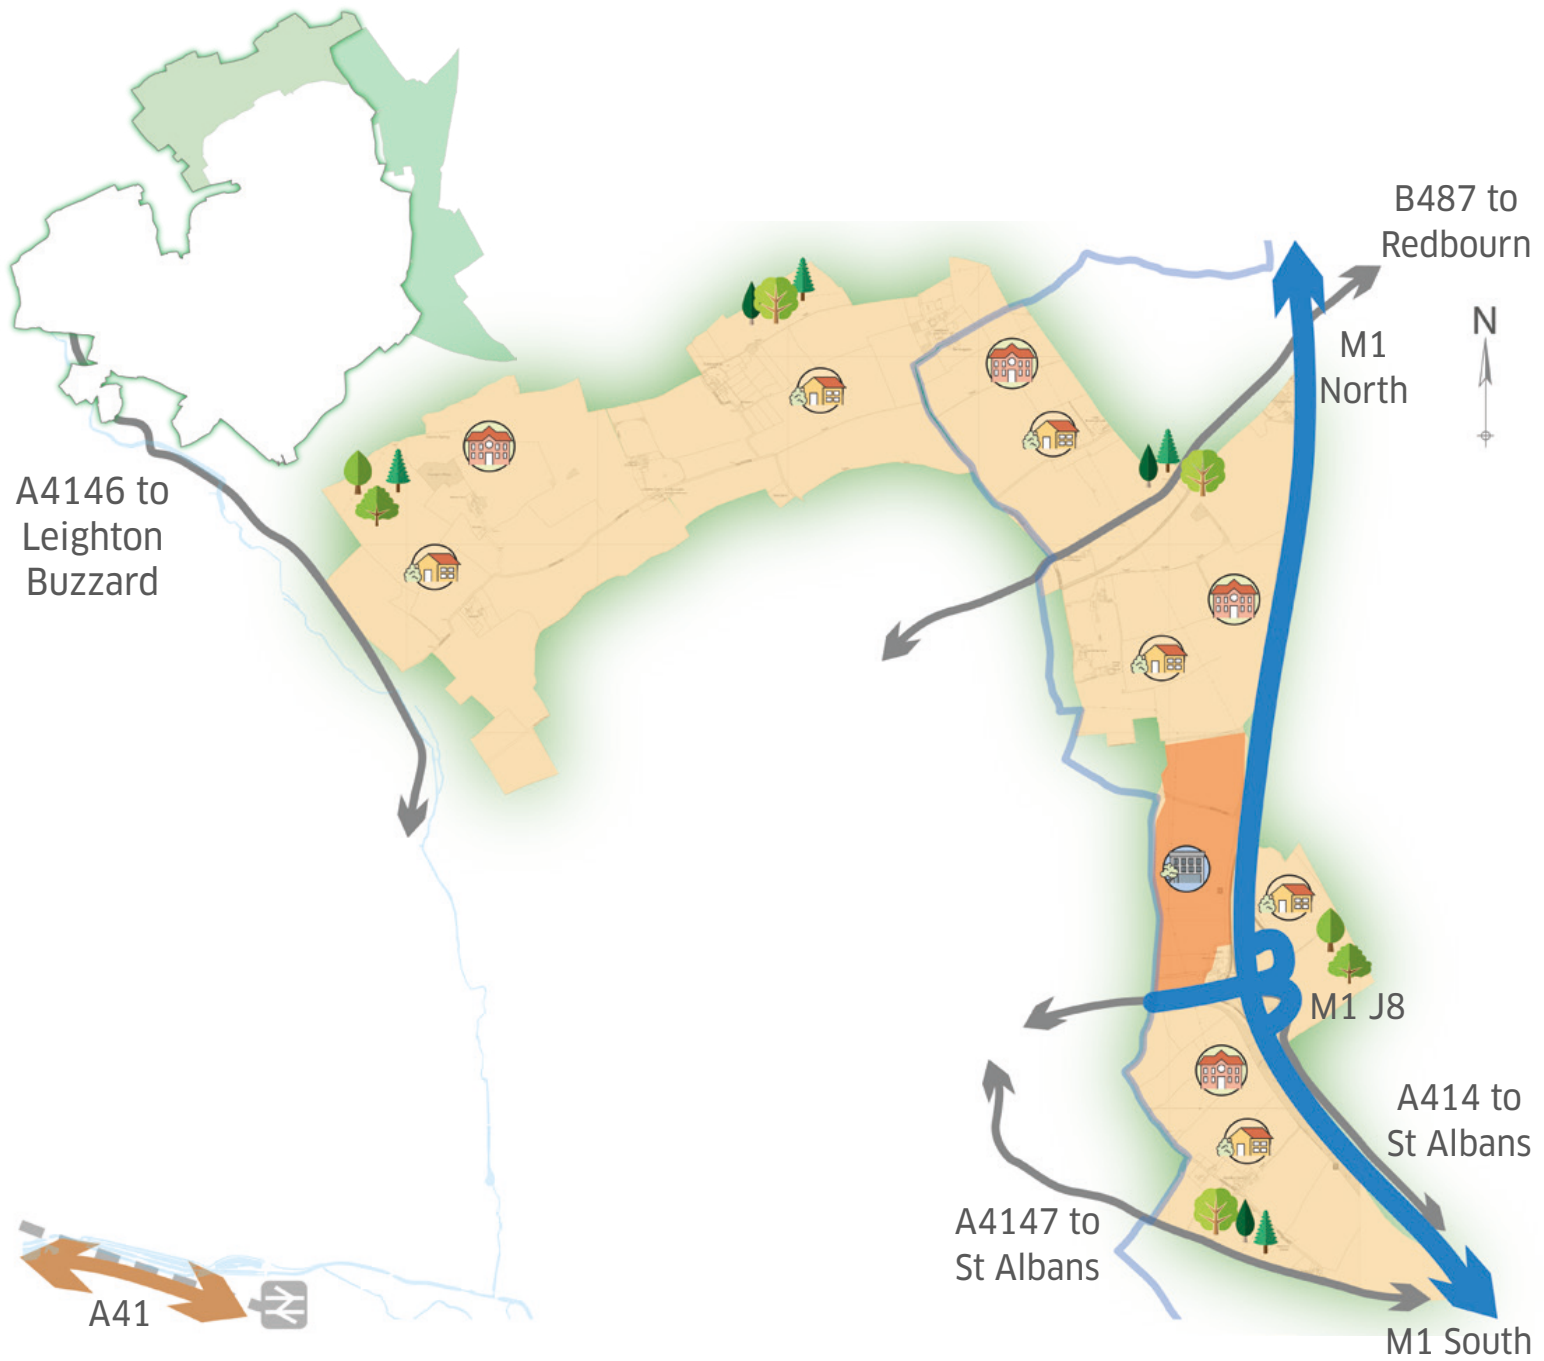 B487 to
Redbourn
N
M1
North
A4146 to
Leighton
Buzzard
M1 J8
A414 to
St Albans
A4147 to
St Albans
A41
M1 South